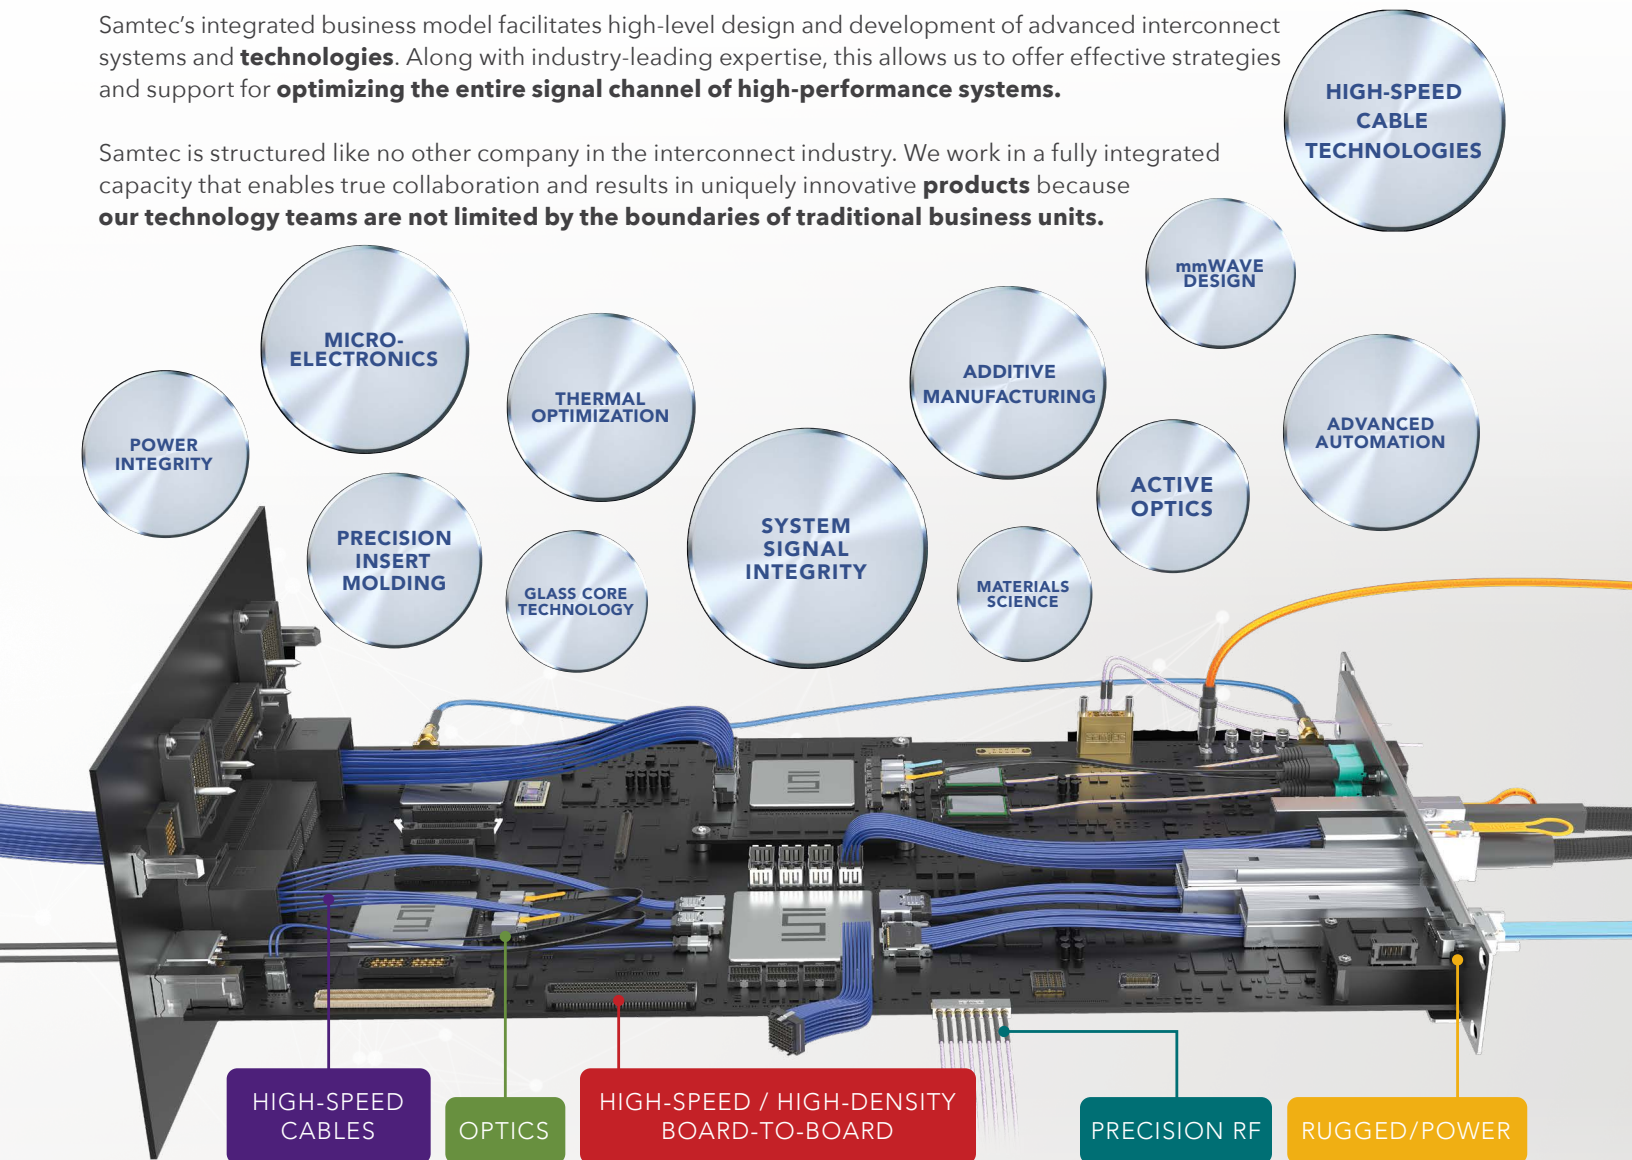 Samtec's integrated business model facilitates high-level design and development of advanced interconnect
systems and technologies. Along with industry-leading expertise, this allows us to offer effective strategies
and support for optimizing the entire signal channel of high-performance systems.
Samtec is structured like no other company in the interconnect industry. We work in a fully integrated
capacity that enables true collaboration and results in uniquely innovative products because
our technology teams are not limited by the boundaries of traditional business units.
HIGH-SPEED
CABLE
TECHNOLOGIES
mmWAVE
DESIGN
MICRO-
ELECTRONICS
THERMAL
OPTIMIZATION
ADDITIVE
MANUFACTURING
ADVANCED
AUTOMATION
POWER
INTEGRITY
ACTIVE
OPTICS
PRECISION
INSERT
MOLDING
SYSTEM
SIGNAL
INTEGRITY
GLASS CORE
TECHNOLOGY
MATERIALS
SCIENCE
HIGH-SPEED
CABLES
OPTICS
HIGH-SPEED / HIGH-DENSITY
BOARD-TO-BOARD
PRECISION RF
RUGGED/POWER